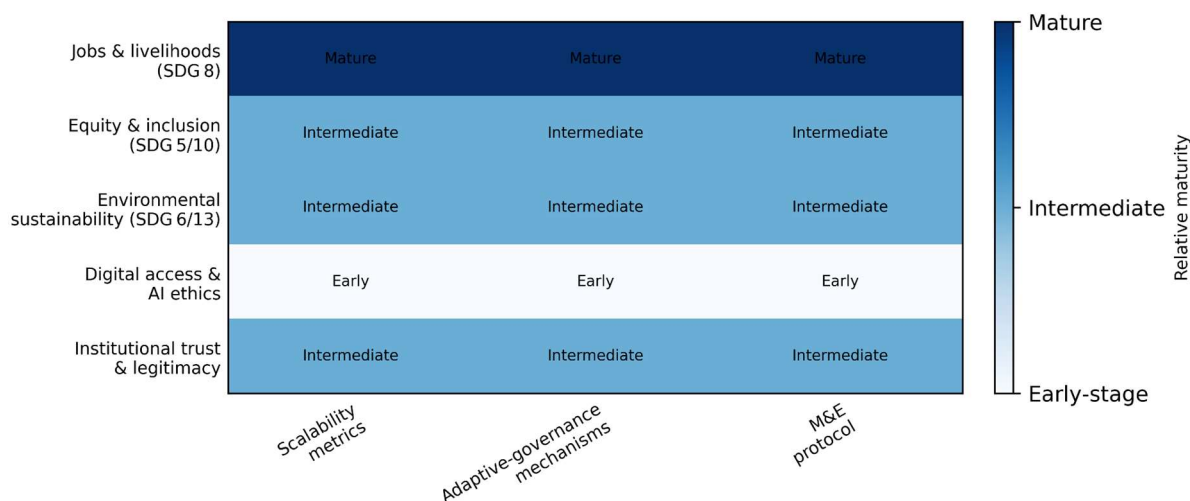 Jobs & livelihoods
(SDG 8)
Mature
Mature
Mature
Equity & inclusion
(SDG 5/10)
Intermediate
Intermediate
Intermediate
Environmental
sustainability (SDG 6/13)
Intermediate
Intermediate
Intermediate
Digital access &
AI ethics
Early
Early
Early
Institutional trust
& legitimacy
Intermediate
Intermediate
Intermediate
Scalability
metrics
Adaptive-governance
mechanisms
M&E
protocol
Mature
Intermediate
Early-stage
Relative maturity